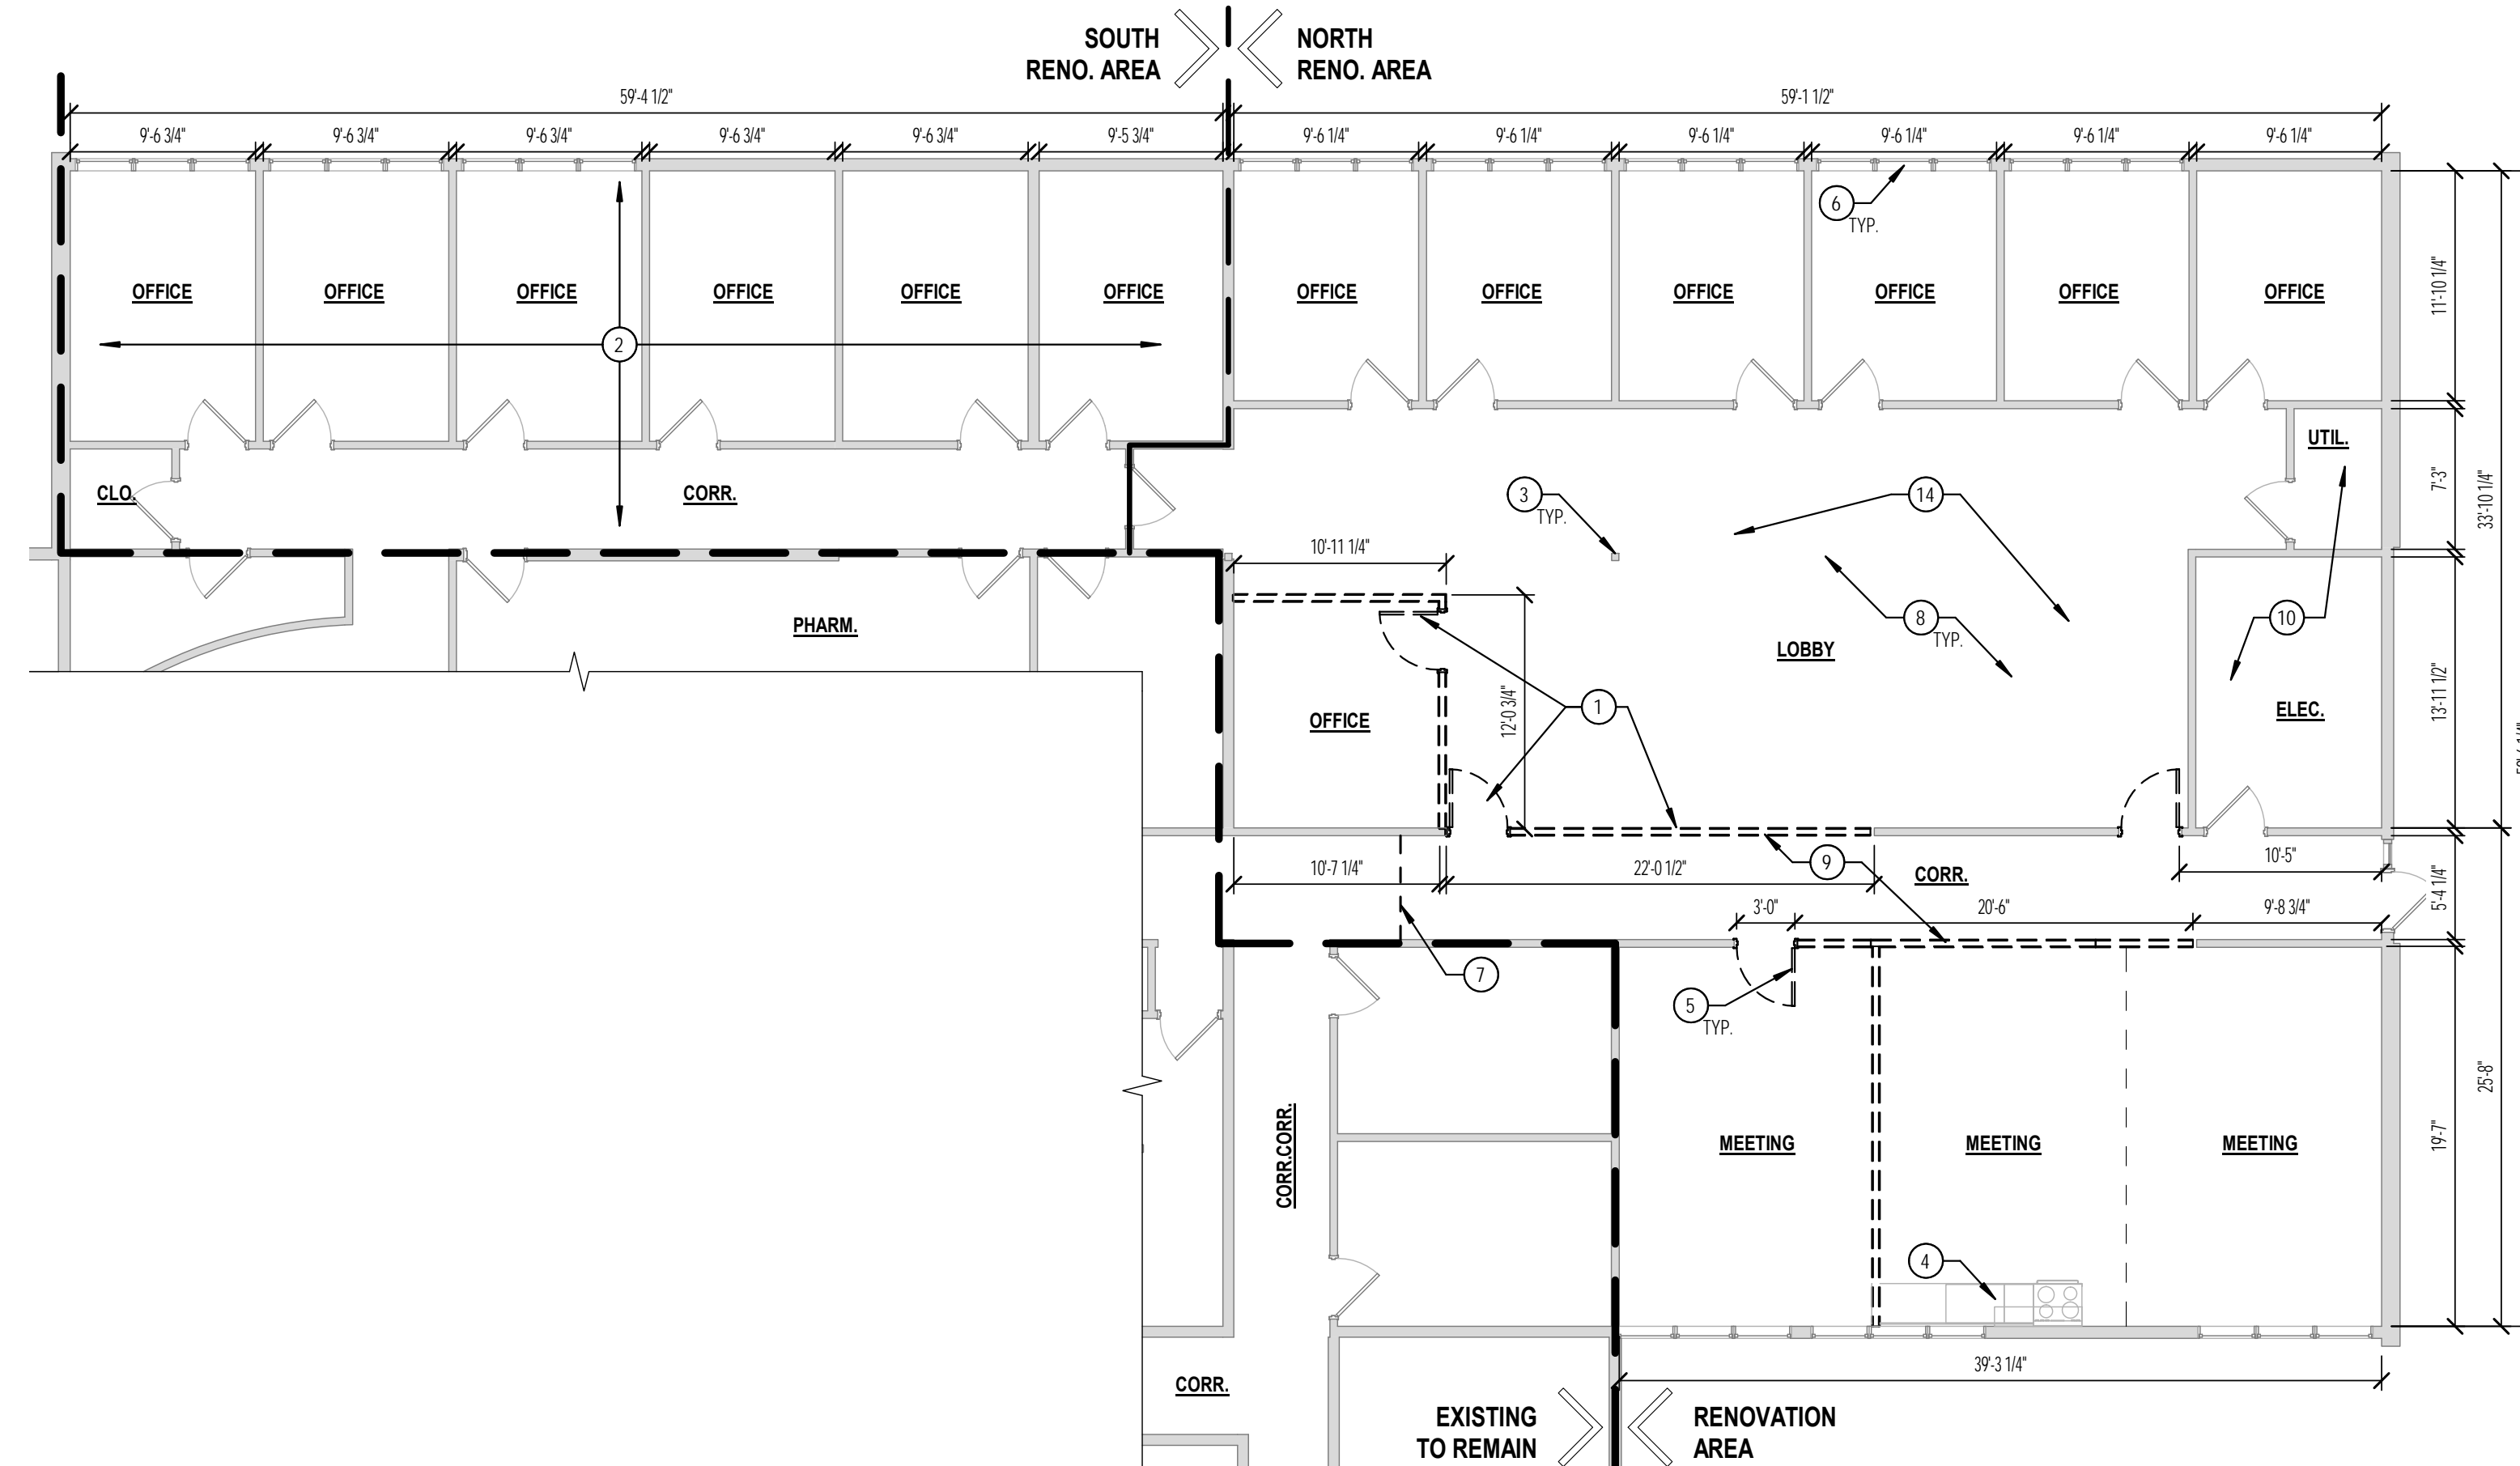 SOUTH
RENO. AREA
NORTH
RENO. AREA
59'-4 1/2"
59'-1 1/2"
9'-6 3/4"
9'-6 3/4"
9'-6 3/4"
9'-6 3/4"
9'-6 3/4"
9'-5 3/4"
9'-6 1/4"
9'-6 1/4"
9'-6 1/4"
9'-6 1/4"
9'-6 1/4"
9'-6 1/4"
6
TYP.
OFFICE
OFFICE
OFFICE
OFFICE
OFFICE
OFFICE
OFFICE
OFFICE
OFFICE
OFFICE
OFFICE
OFFICE
11'-10 1/4"
2
UTIL.
CLO.
CORR.
3
TYP.
14
7'-3"
33'-10 1/4"
10'-11 1/4"
PHARM.
8
TYP.
10
LOBBY
1
12'-0 3/4"
OFFICE
ELEC.
13'-11 1/2"
10'-7 1/4"
22'-0 1/2"
9
CORR.
10'-5"
5'-4 1/4"
3'-0"
20'-6"
9'-8 3/4"
7
5
TYP.
25'-8"
CORR.CORR.
MEETING
MEETING
MEETING
19'-7"
4
39'-3 1/4"
CORR.
EXISTING
TO REMAIN
RENOVATION
AREA